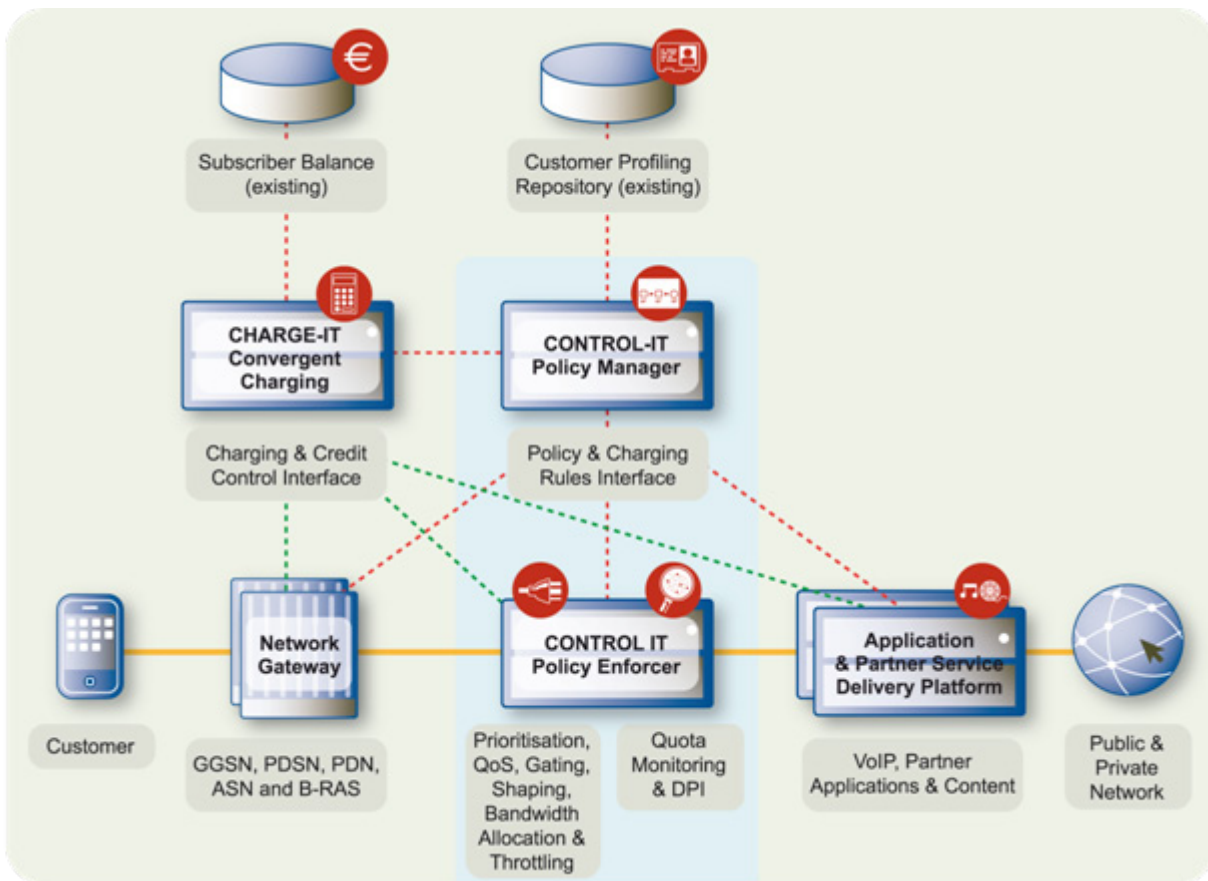 €
Subscriber Balance
(existing)
Customer Profiling
Repository (existing)
CHARGE-IT
Convergent
Charging
CONTROL-IT
Policy Manager
Charging & Credit
Control Interface
Policy & Charging
Rules Interface
Network
Gateway
CONTROL IT
Policy Enforcer
Application
& Partner Service
Delivery Platform
Customer
GGSN, PDSN, PDN,
ASN and B-RAS
Prioritisation,
QoS, Gating,
Shaping,
Bandwidth
Allocation &
Throttling
Quota
Monitoring
& DPI
VoIP, Partner
Applications & Content
Public &
Private
Network